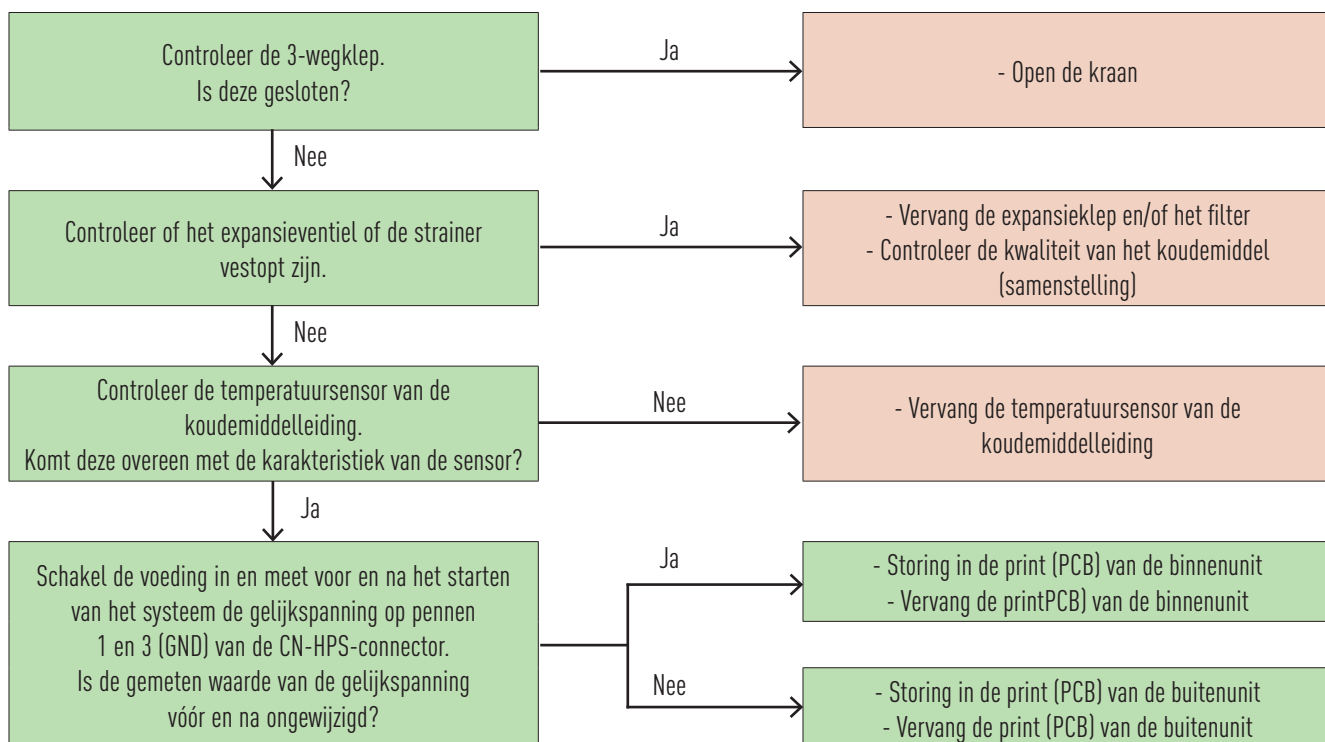 Controleer de 3-wegklep.
Is deze gesloten?
Ja
- Open de kraan
Nee
Controleer of het expansieventiel of de strainer
vestopt zijn.
Ja
- Vervang de expansieklep en/of het filter
- Controleer de kwaliteit van het koudemiddel
(samenstelling)
Nee
Controleer de temperatuursensor van de
koudemiddelleiding.
Komt deze overeen met de karakteristiek van de sensor?
Nee
- Vervang de temperatuursensor van de
koudemiddelleiding
Ja
Schakel de voeding in en meet voor en na het starten
van het systeem de gelijkspanning op pennen
1 en 3 (GND) van de CN-HPS-connector.
Is de gemeten waarde van de gelijkspanning
vóór en na ongewijzigd?
Ja
- Storing in de print (PCB) van de binnenunit
- Vervang de printPCB) van de binnenunit
Nee
- Storing in de print (PCB) van de buitenunit
- Vervang de print (PCB) van de buitenunit